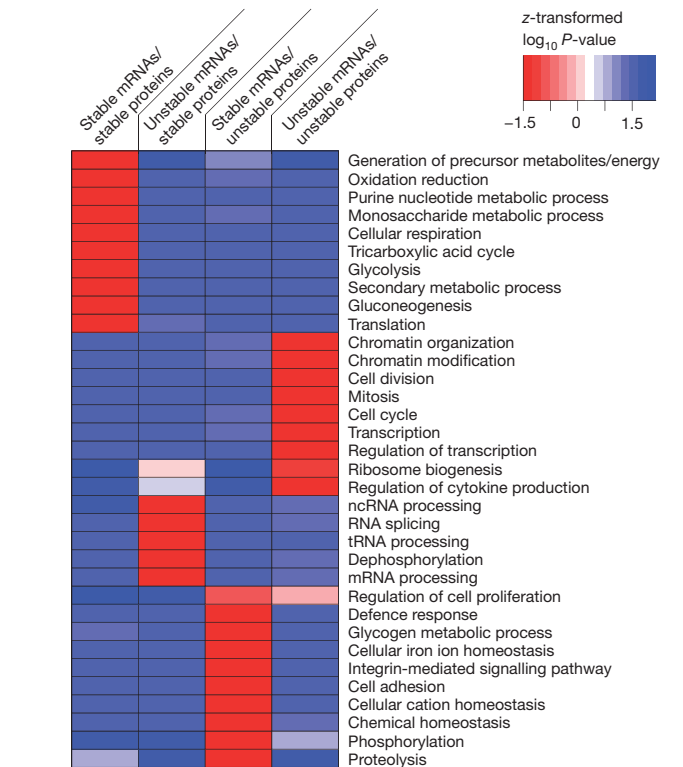 z-transformed
log10 P-value
−1.5 0 1.5
Stable mRNAs/
stable proteins
Unstable mRNAs/
stable proteins
Stable mRNAs/
unstable proteins
Unstable mRNAs/
unstable proteins
Generation of precursor metabolites/energy
Oxidation reduction
Purine nucleotide metabolic process
Monosaccharide metabolic process
Cellular respiration
Tricarboxylic acid cycle
Glycolysis
Secondary metabolic process
Gluconeogenesis
Translation
Chromatin organization
Chromatin modification
Cell division
Mitosis
Cell cycle
Transcription
Regulation of transcription
Ribosome biogenesis
Regulation of cytokine production
ncRNA processing
RNA splicing
tRNA processing
Dephosphorylation
mRNA processing
Regulation of cell proliferation
Defence response
Glycogen metabolic process
Cellular iron ion homeostasis
Integrin-mediated signalling pathway
Cell adhesion
Cellular cation homeostasis
Chemical homeostasis
Phosphorylation
Proteolysis